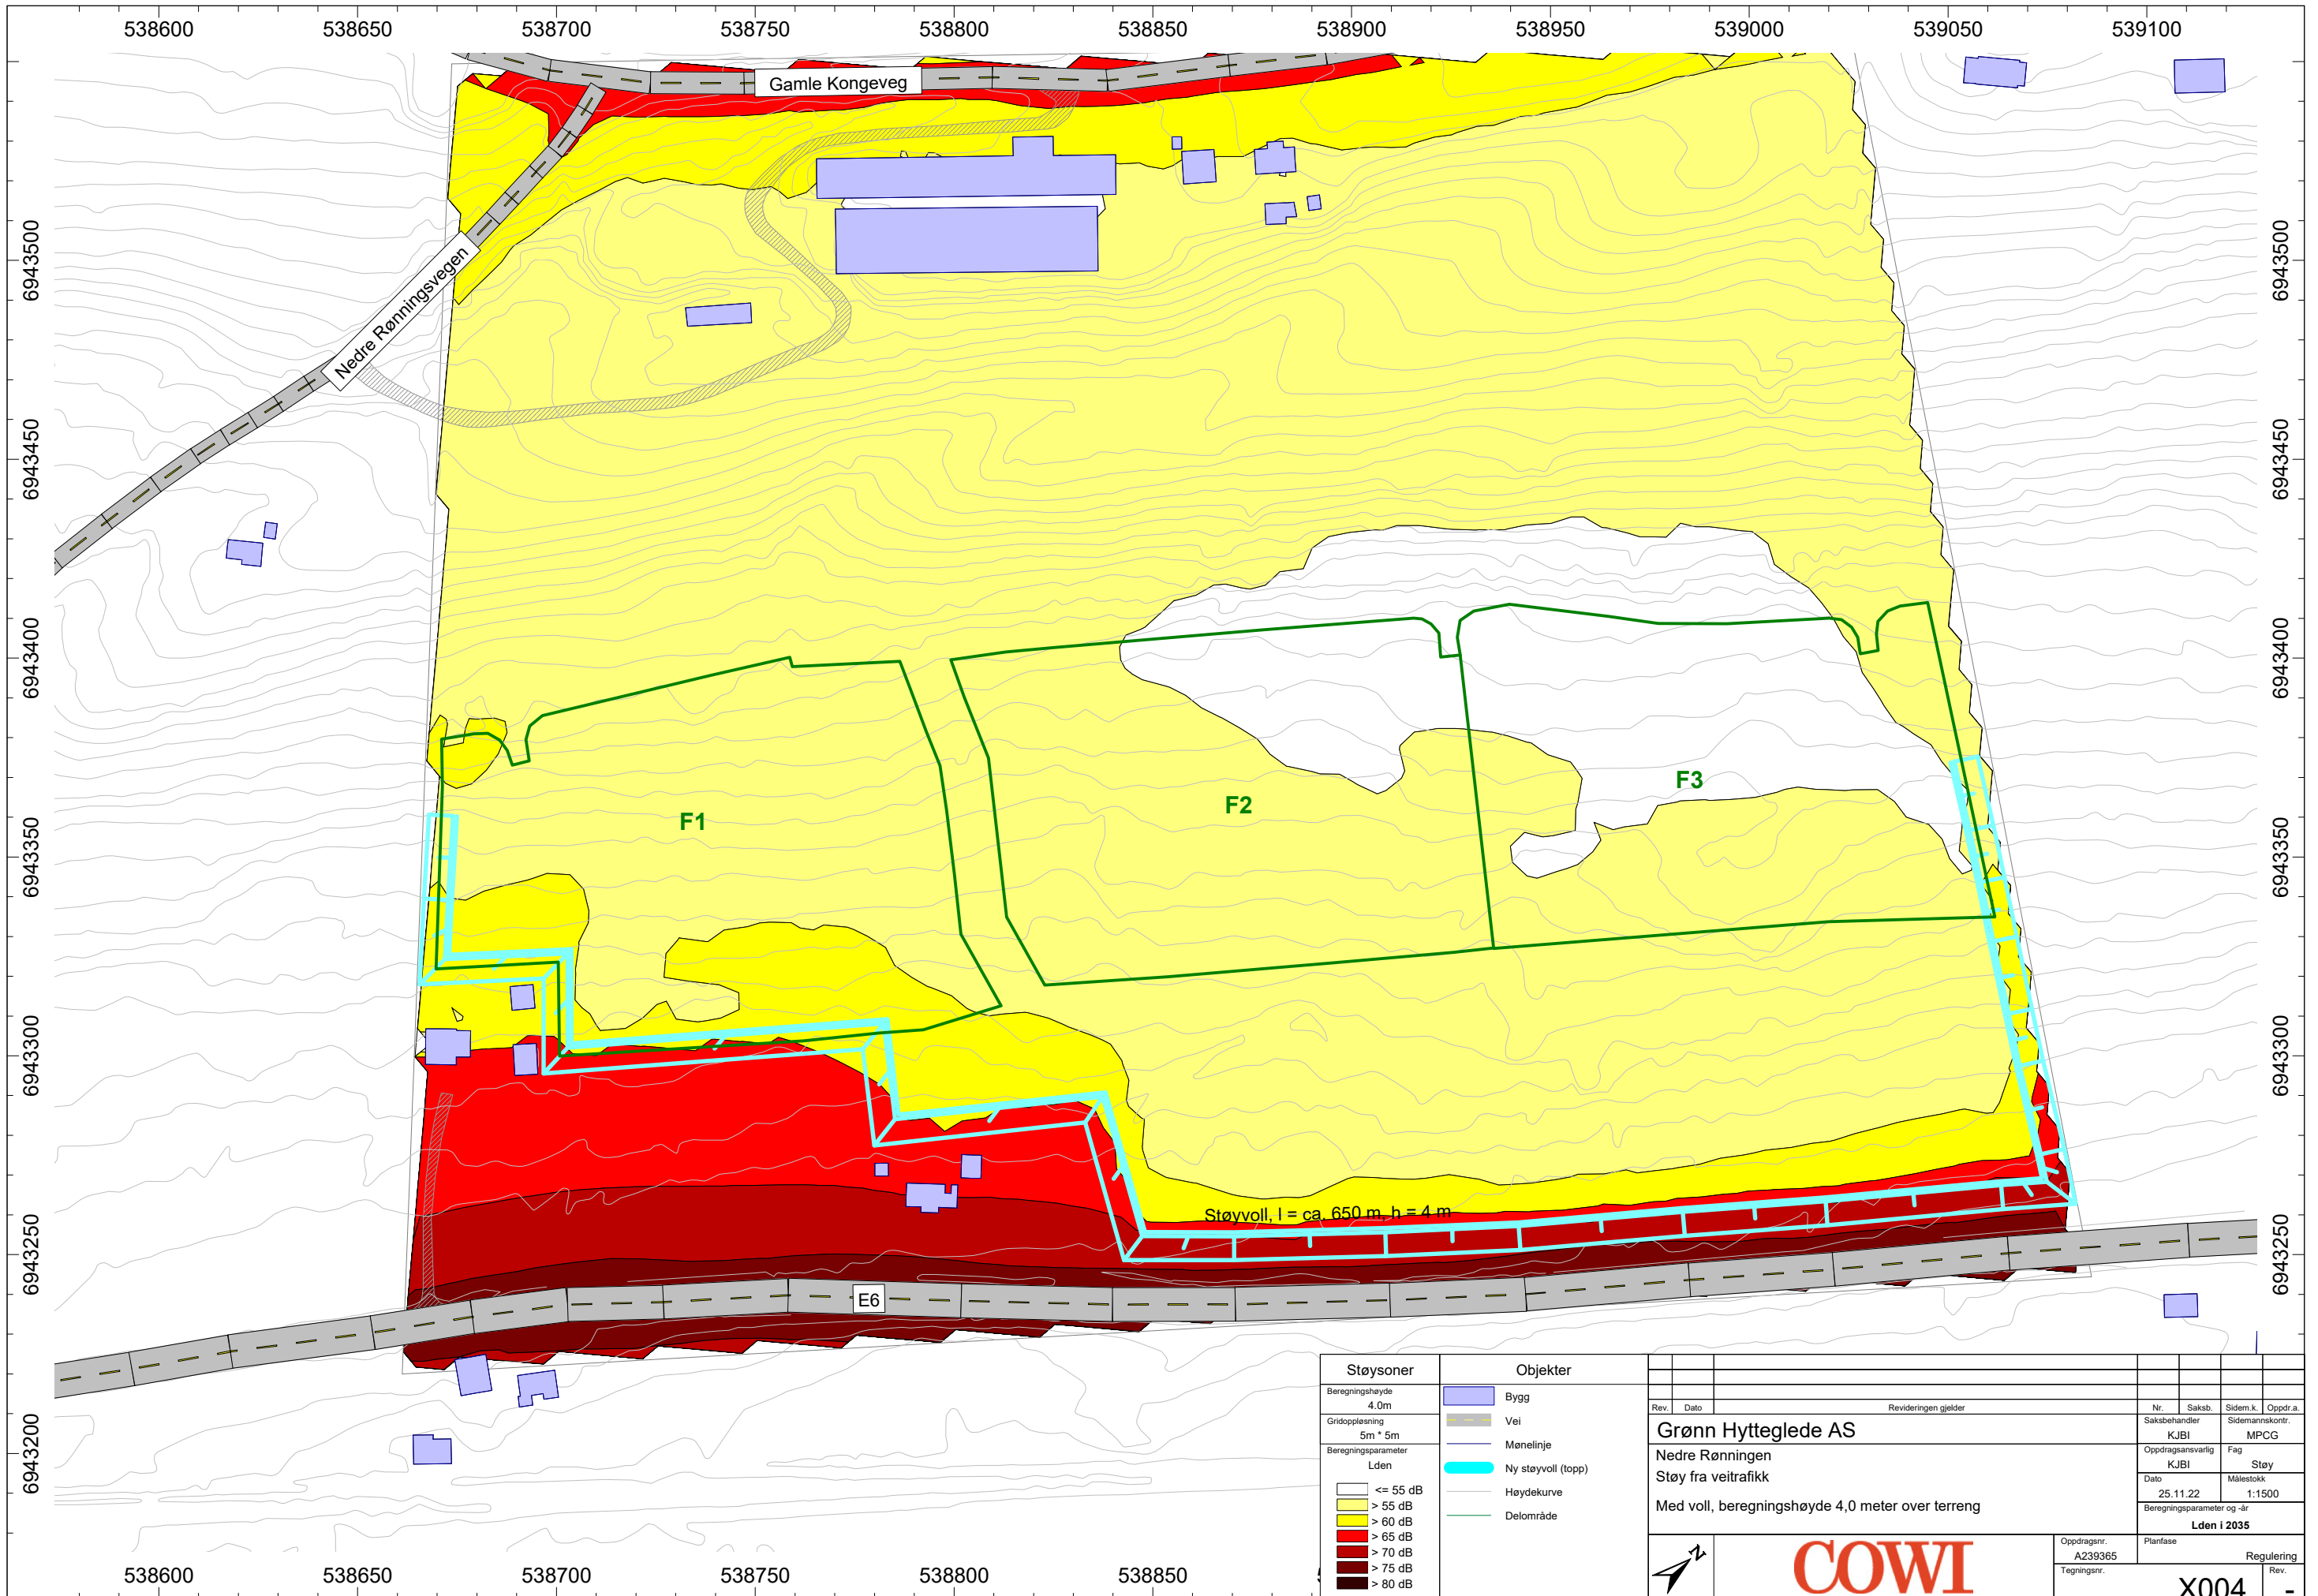 538600 538650 538700 538750 538800 538850 538900 538950 539000 539050 539100
Gamle Kongeveg
Nedre Rønningsvegen
6943500
6943500
6943450
6943450
6943400
6943400
F1
F2
F3
6943350
6943350
6943300
6943300
Støyvoll, l = ca. 650 m, h = 4 m
6943250
6943250
E6
6943200
538600 538650 538700 538750 538800 538850
Støysoner
Beregningshøyde
4.0m
Gridoppløsning
5m * 5m
Beregningsparameter
Lden
<= 55 dB
> 55 dB
> 60 dB
> 65 dB
> 70 dB
> 75 dB
> 80 dB
Objekter
Bygg
Vei
Mønelinje
Ny støyvoll (topp)
Høydekurve
Delområde
Rev. Dato Revideringen gjelder Nr. Saksb. Sidem.k. Oppdr.a.
Grønn Hytteglede AS
Nedre Rønningen
Støy fra veitrafikk
Med voll, beregningshøyde 4,0 meter over terreng
Saksbehandler
KJBI
Sidemannskontr.
MPCG
Oppdragsansvarlig
KJBI
Fag
Støy
Dato
25.11.22
Målestokk
1:1500
Beregningsparameter og -år
Lden i 2035
N
COWI
Oppdragsnr.
A239365
Planfase
Regulering
Tegningsnr.
X004
Rev.
-